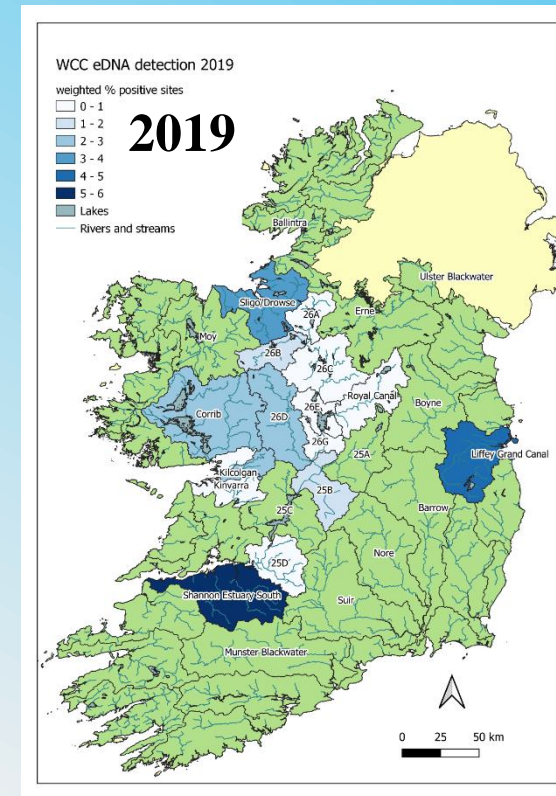 WCC eDNA detection 2019
weighted % positive sites
0 - 1
1 - 2
2 - 3
3 - 4
4 - 5
5 - 6
Lakes
Rivers and streams
2019
Ballintra
Ulster Blackwater
Sligo/Drowse
26A
Erne
Moy
26B
26C
Royal Canal
Boyne
Corrib
26D
26E
26G
25A
Liffey Grand Canal
Kilcolgan
Kinvarra
25B
25C
Barrow
25D
Nore
Shannon Estuary South
Suir
Munster Blackwater
0 25 50 km